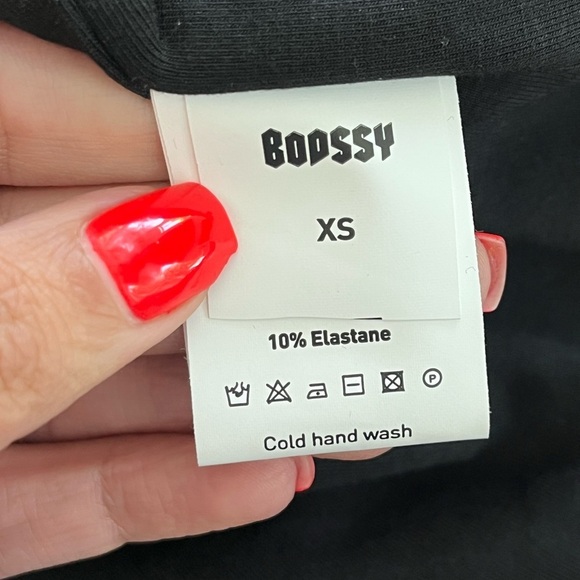 BODSSY
XS
10% Elastane
P
Cold hand wash